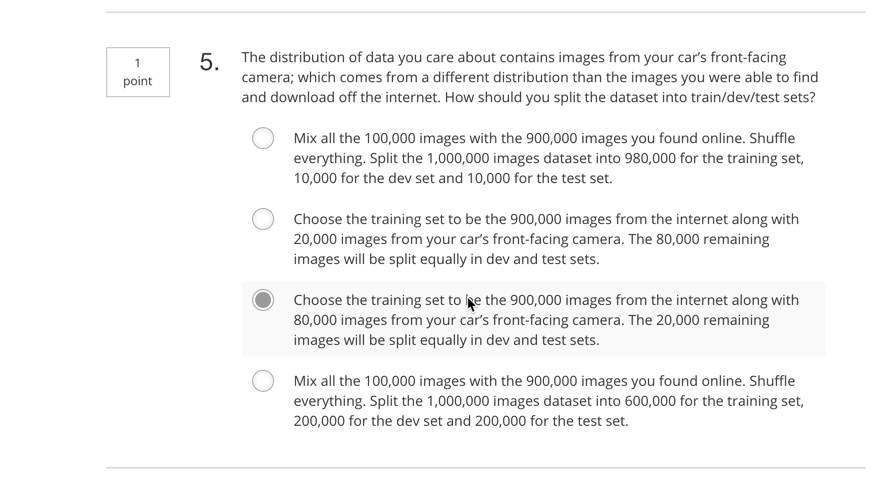 1
point
5.
The distribution of data you care about contains images from your car's front-facing
camera; which comes from a different distribution than the images you were able to find
and download off the internet. How should you split the dataset into train/dev/test sets?
Mix all the 100,000 images with the 900,000 images you found online. Shuffle
everything. Split the 1,000,000 images dataset into 980,000 for the training set,
10,000 for the dev set and 10,000 for the test set.
Choose the training set to be the 900,000 images from the internet along with
20,000 images from your car's front-facing camera. The 80,000 remaining
images will be split equally in dev and test sets.
Choose the training set to be the 900,000 images from the internet along with
80,000 images from your car's front-facing camera. The 20,000 remaining
images will be split equally in dev and test sets.
Mix all the 100,000 images with the 900,000 images you found online. Shuffle
everything. Split the 1,000,000 images dataset into 600,000 for the training set,
200,000 for the dev set and 200,000 for the test set.